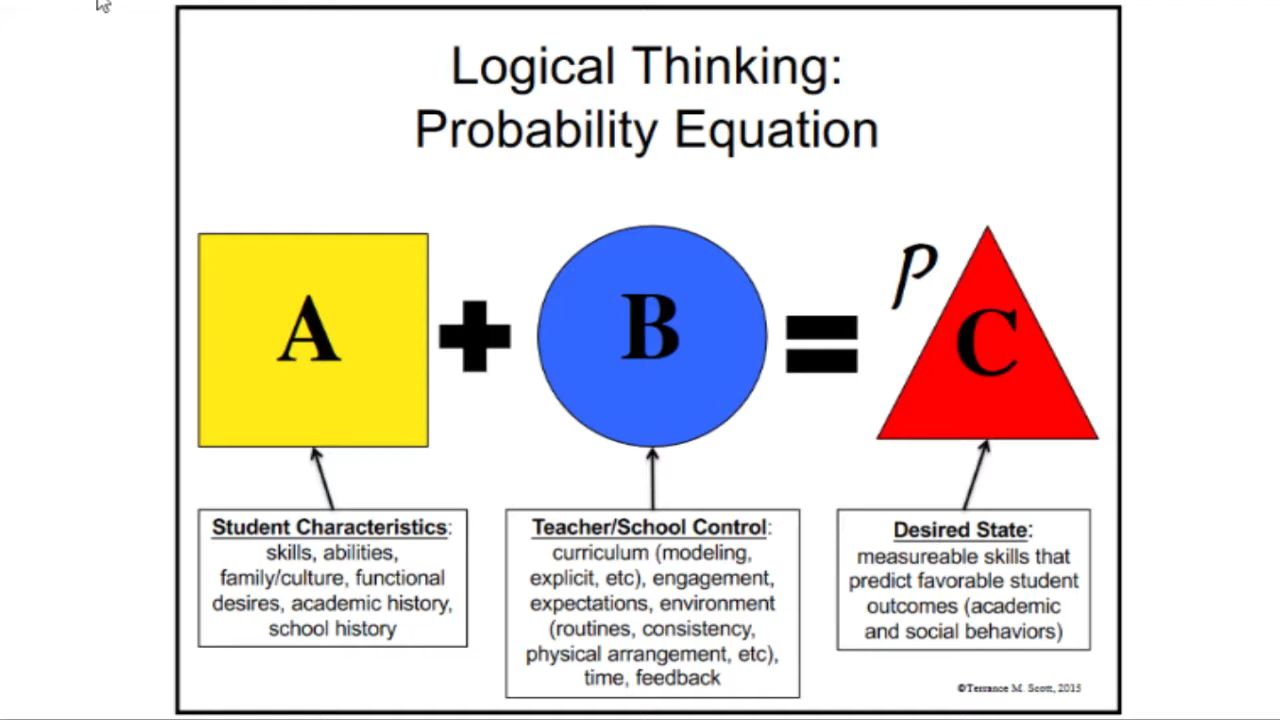 Logical Thinking:
Probability Equation
A
B
p
C
Student Characteristics:
skills, abilities,
family/culture, functional
desires, academic history,
school history
Teacher/School Control:
curriculum (modeling,
explicit, etc), engagement,
expectations, environment
(routines, consistency,
physical arrangement, etc),
time, feedback
Desired State:
measureable skills that
predict favorable student
outcomes (academic
and social behaviors)
©Terrance M. Scott, 2015